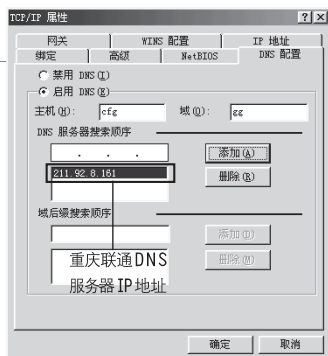 TCP/IP 属性
网关 WINS 配置 IP 地址
绑定 高级 NetBIOS DNS 配置
禁用 DNS(I)
启用 DNS(E)
主机(H): cfg 域(O): gg
DNS 服务器搜索顺序
. . . 添加(A)
211.92.8.161 删除(R)
域后缀搜索顺序
添加(D)
删除(M)
重庆联通DNS
服务器IP地址
确定 取消